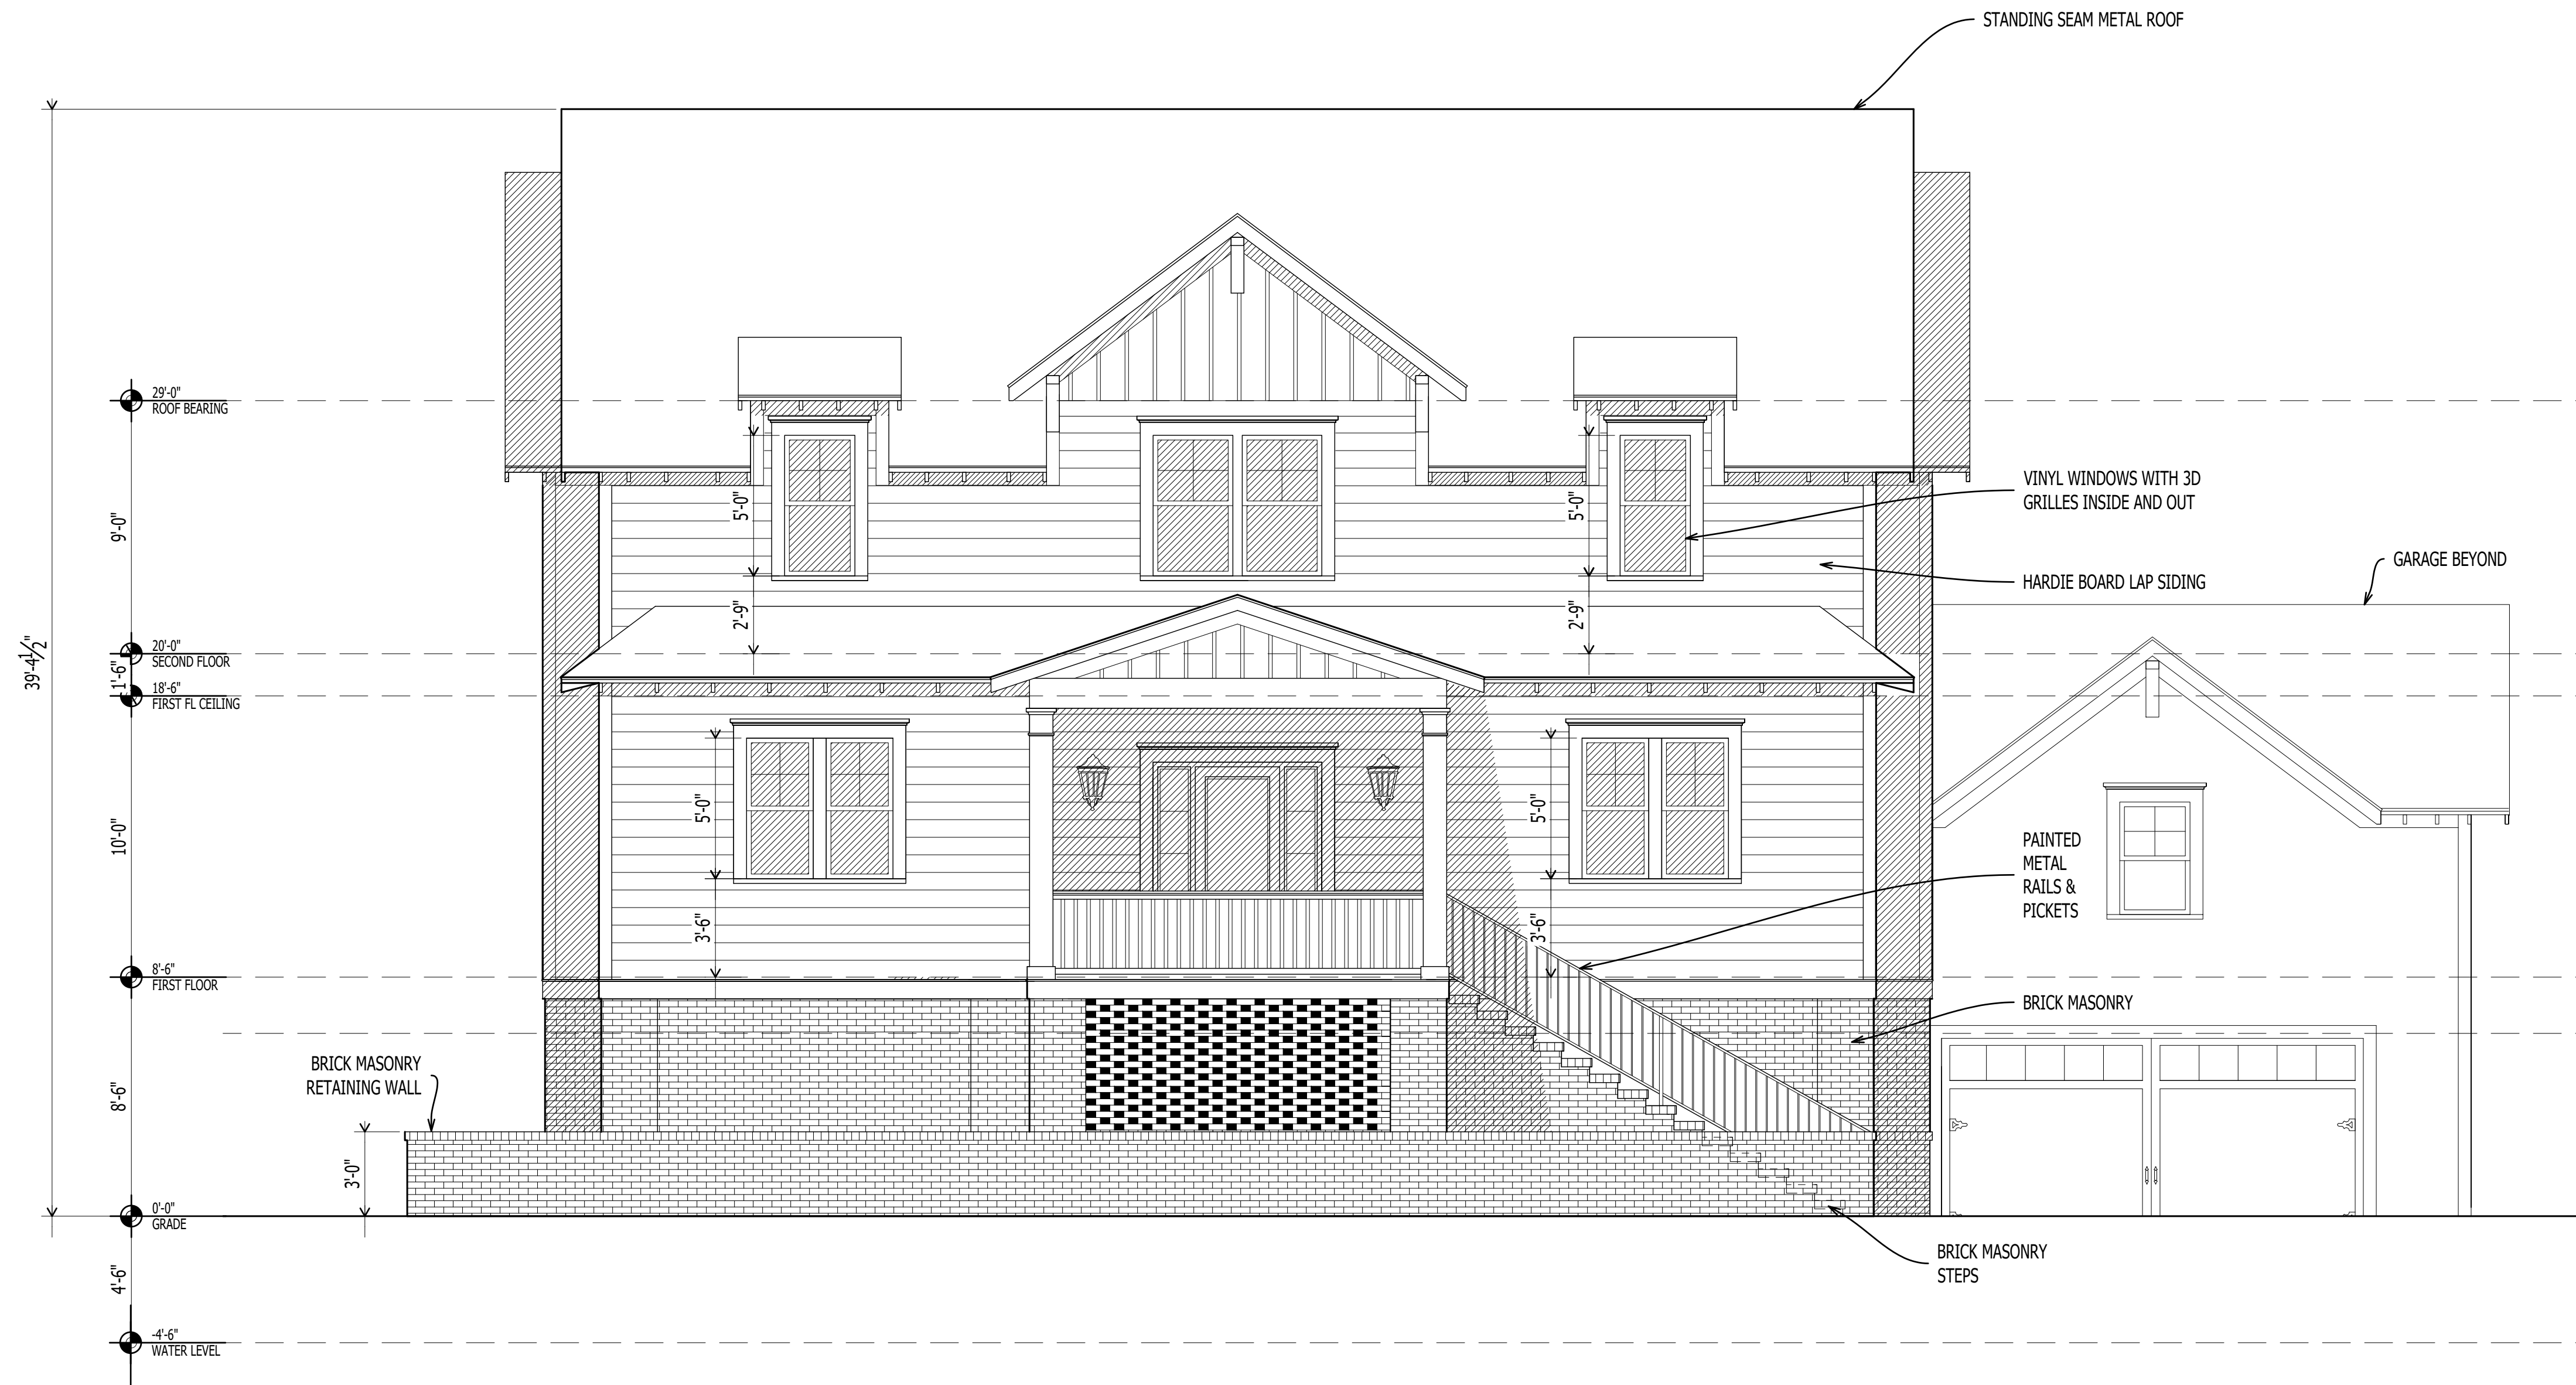 STANDING SEAM METAL ROOF
29'-0"
ROOF BEARING
VINYL WINDOWS WITH 3D
GRILLES INSIDE AND OUT
5'-0"
5'-0"
9'-0"
GARAGE BEYOND
HARDIE BOARD LAP SIDING
2'-9"
2'-9"
39'-4½"
20'-0"
SECOND FLOOR
1'-6"
18'-6"
FIRST FL CEILING
5'-0"
5'-0"
10'-0"
PAINTED
METAL
RAILS &
PICKETS
3'-6"
3'-6"
8'-6"
FIRST FLOOR
BRICK MASONRY
BRICK MASONRY
RETAINING WALL
8'-6"
3'-0"
0'-0"
GRADE
BRICK MASONRY
STEPS
4'-6"
-4'-6"
WATER LEVEL